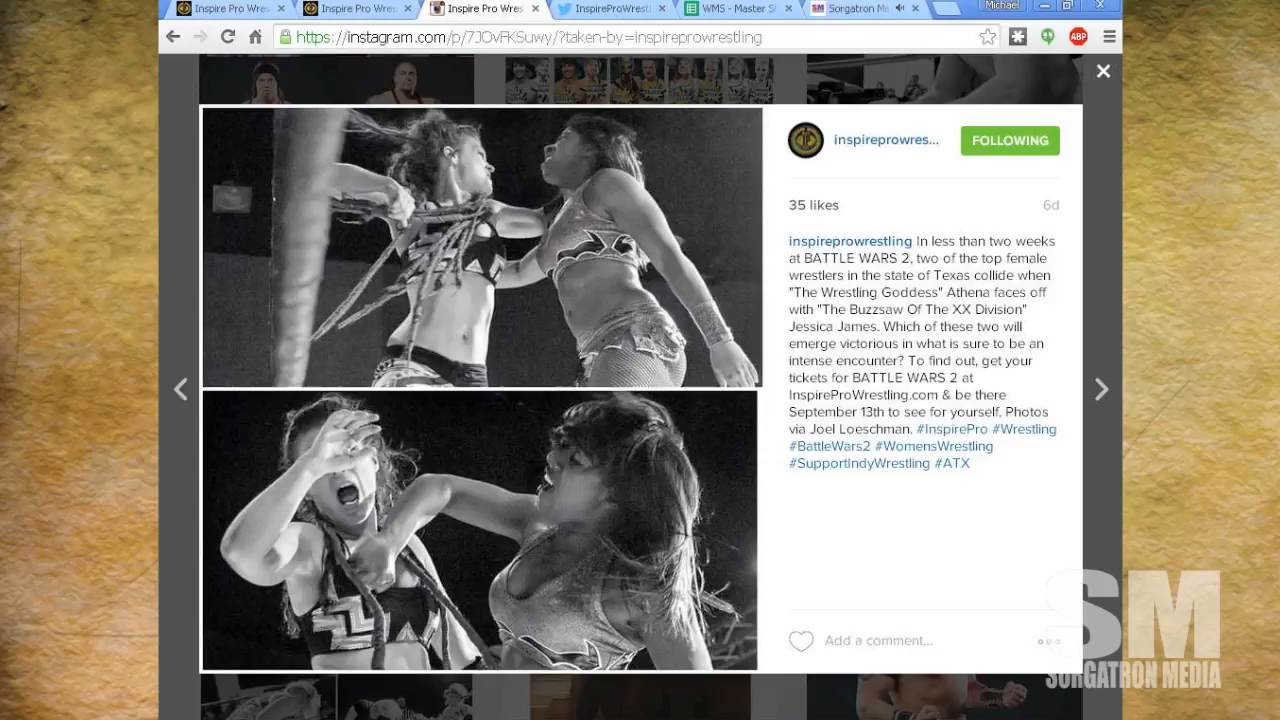 Inspire Pro Wres
Inspire Pro Wres
Inspire Pro Wres
InspireProWrestl
WMS - Master S
Sorgatron Me
Michael
https://instagram.com/p/7JOvFKSuwy/?taken-by=inspireprowrestling
ABP
inspireprowres...
FOLLOWING
35 likes
6d
inspireprowrestling In less than two weeks
at BATTLE WARS 2, two of the top female
wrestlers in the state of Texas collide when
"The Wrestling Goddess" Athena faces off
with "The Buzzsaw Of The XX Division"
Jessica James. Which of these two will
emerge victorious in what is sure to be an
intense encounter? To find out, get your
tickets for BATTLE WARS 2 at
InspireProWrestling.com & be there
September 13th to see for yourself. Photos
via Joel Loeschman. #InspirePro #Wrestling
#BattleWars2 #WomensWrestling
#SupportIndyWrestling #ATX
Add a comment...
SM
SORGATRON MEDIA